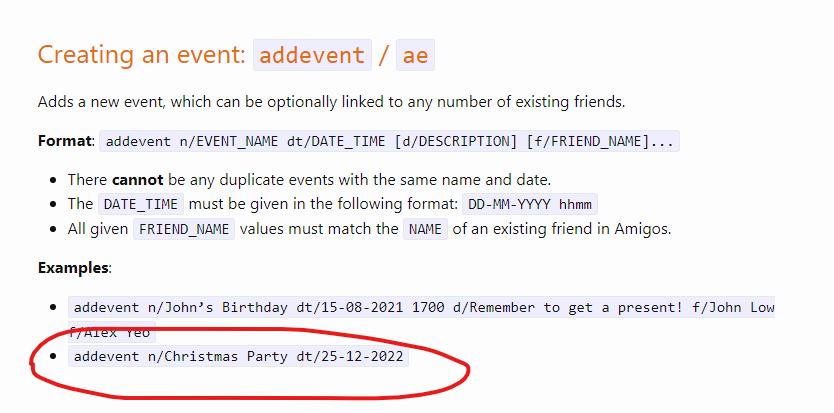 Creating an event: addevent / ae
Adds a new event, which can be optionally linked to any number of existing friends.
Format: addevent n/EVENT_NAME dt/DATE_TIME [d/DESCRIPTION] [f/FRIEND_NAME]...
There cannot be any duplicate events with the same name and date.
The DATE_TIME must be given in the following format: DD-MM-YYYY hhmm
All given FRIEND_NAME values must match the NAME of an existing friend in Amigos.
Examples:
addevent n/John’s Birthday dt/15-08-2021 1700 d/Remember to get a present! f/John Low
f/Alex Yeo
addevent n/Christmas Party dt/25-12-2022